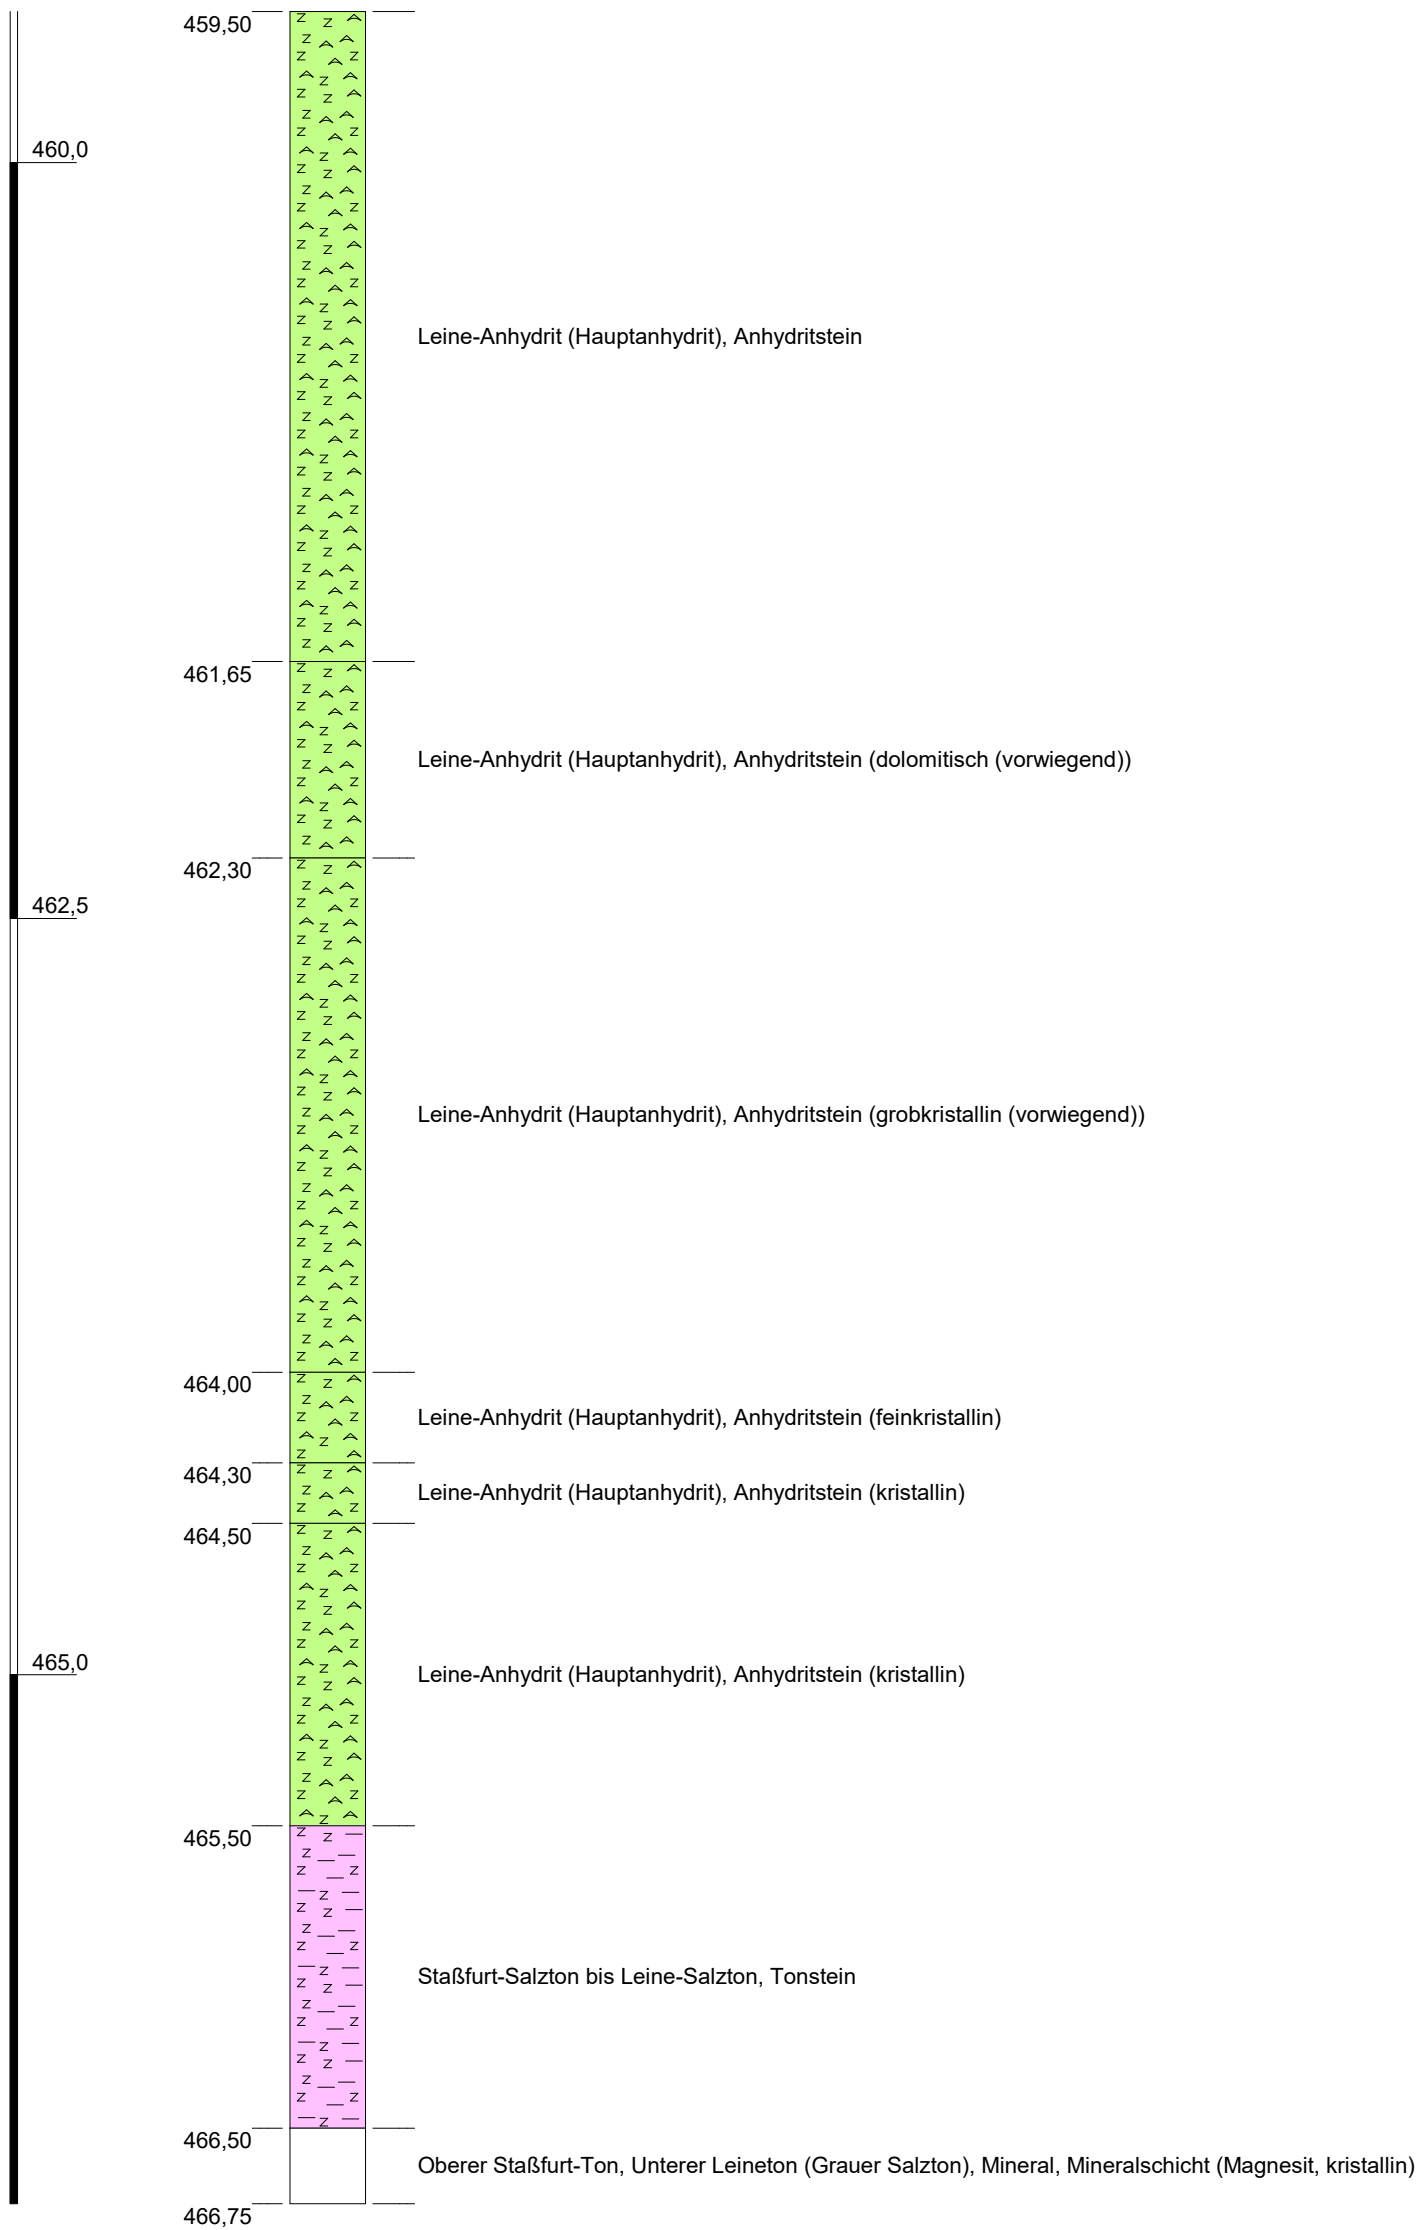 459,50
460,0
Leine-Anhydrit (Hauptanhydrit), Anhydritstein
461,65
Leine-Anhydrit (Hauptanhydrit), Anhydritstein (dolomitisch (vorwiegend))
462,30
462,5
Leine-Anhydrit (Hauptanhydrit), Anhydritstein (grobkristallin (vorwiegend))
464,00
Leine-Anhydrit (Hauptanhydrit), Anhydritstein (feinkristallin)
464,30
Leine-Anhydrit (Hauptanhydrit), Anhydritstein (kristallin)
464,50
465,0
Leine-Anhydrit (Hauptanhydrit), Anhydritstein (kristallin)
465,50
Staßfurt-Salzton bis Leine-Salzton, Tonstein
466,50
Oberer Staßfurt-Ton, Unterer Leineton (Grauer Salzton), Mineral, Mineralschicht (Magnesit, kristallin)
466,75